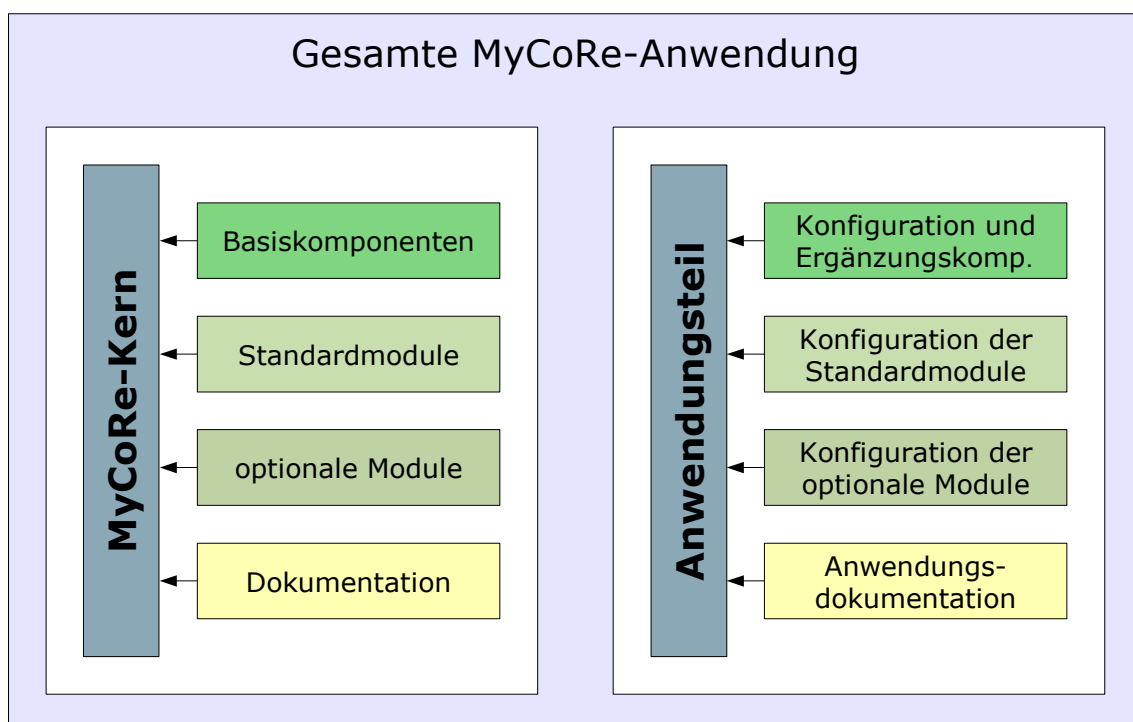 Gesamte MyCoRe-Anwendung
MyCoRe-Kern
Basiskomponenten
Standardmodule
optionale Module
Dokumentation
Anwendungsteil
Konfiguration und
Ergänzungskomp.
Konfiguration der
Standardmodule
Konfiguration der
optionale Module
Anwendungs-
dokumentation